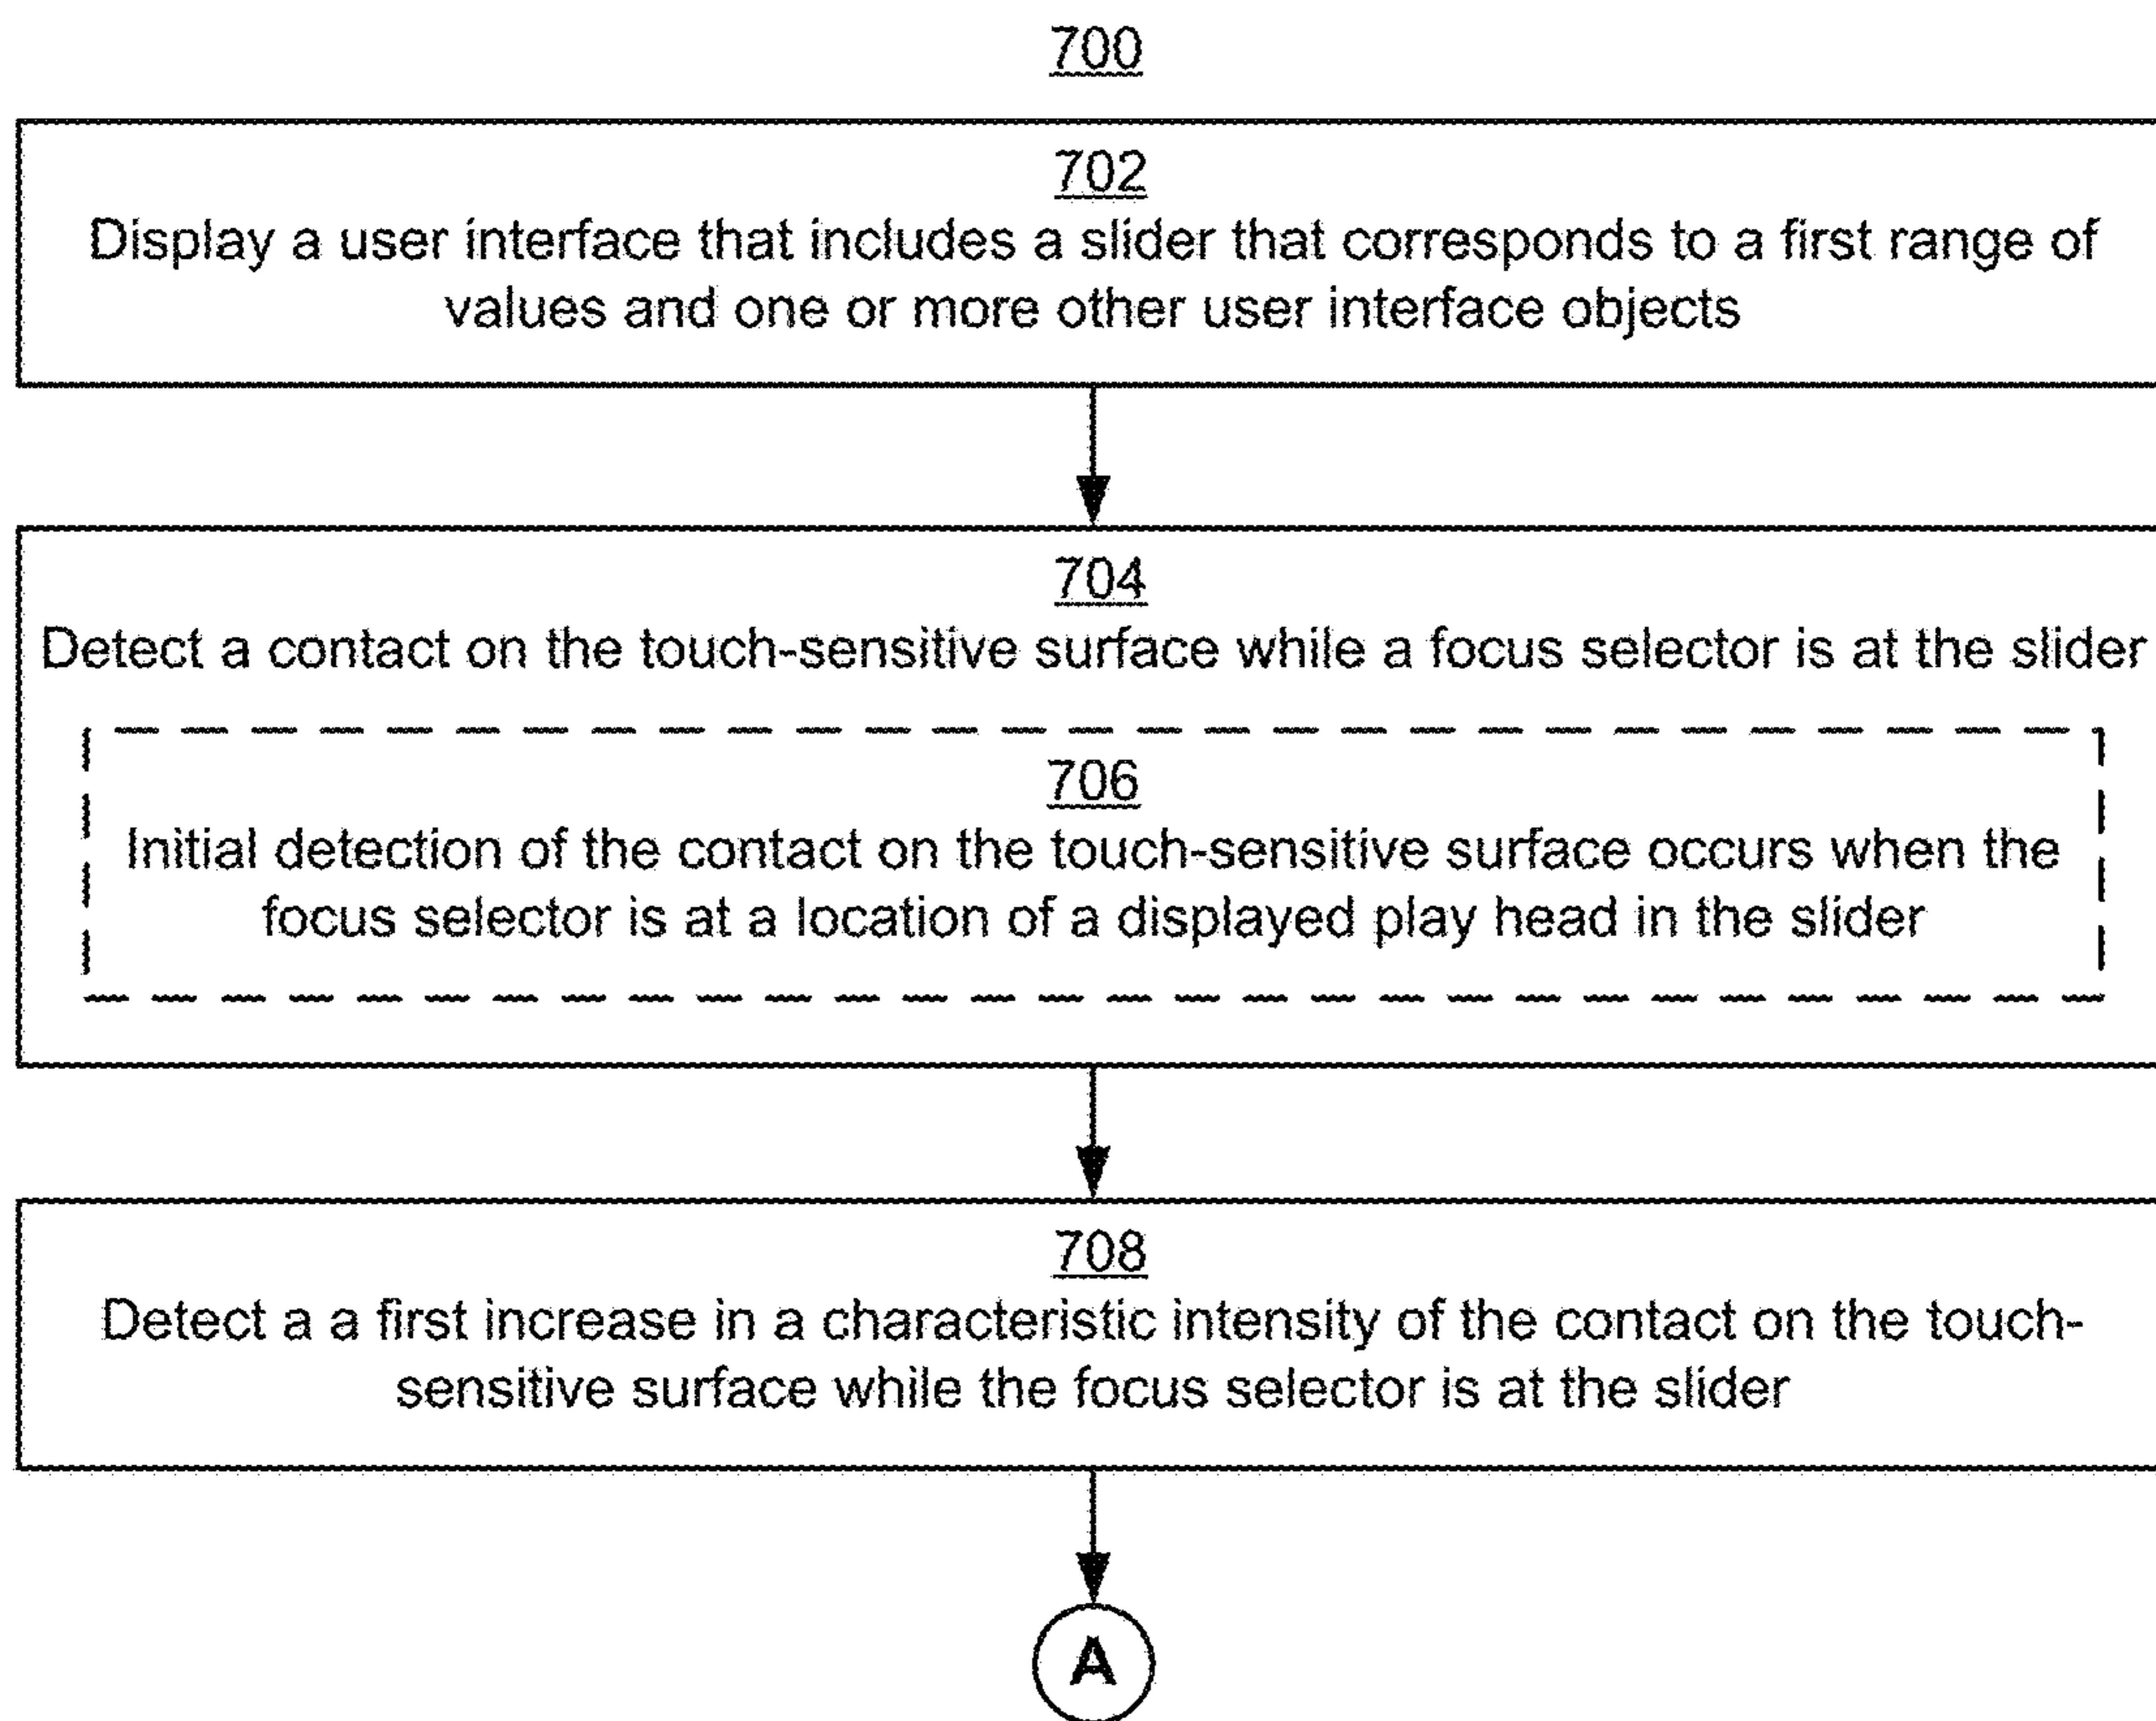 700
702
Display a user interface that includes a slider that corresponds to a first range of
values and one or more other user interface objects
704
Detect a contact on the touch-sensitive surface while a focus selector is at the slider
706
Initial detection of the contact on the touch-sensitive surface occurs when the
focus selector is at a location of a displayed play head in the slider
708
Detect a a first increase in a characteristic intensity of the contact on the touch-
sensitive surface while the focus selector is at the slider
A